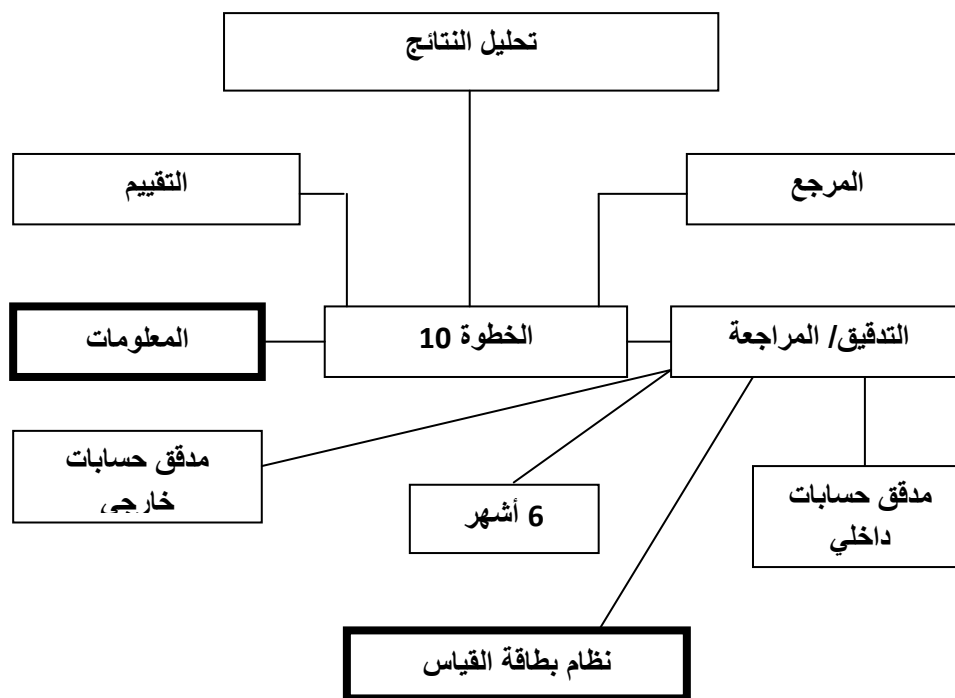 تحليل النتائج
المرجع
التقييم
التدقيق/ المراجعة
الخطوة 10
المعلومات
مدقق حسابات
خارجي
6 أشهر
مدقق حسابات
داخلي
نظام بطاقة القياس